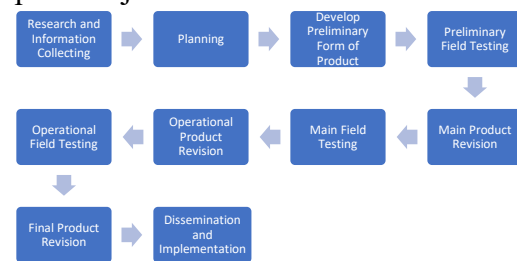 Research and
Information
Collecting
Planning
Develop
Preliminary
Form of
Product
Preliminary
Field Testing
Main Product
Revision
Main Field
Testing
Operational
Product
Revision
Operational
Field Testing
Final Product
Revision
Dissemination
and
Implementation